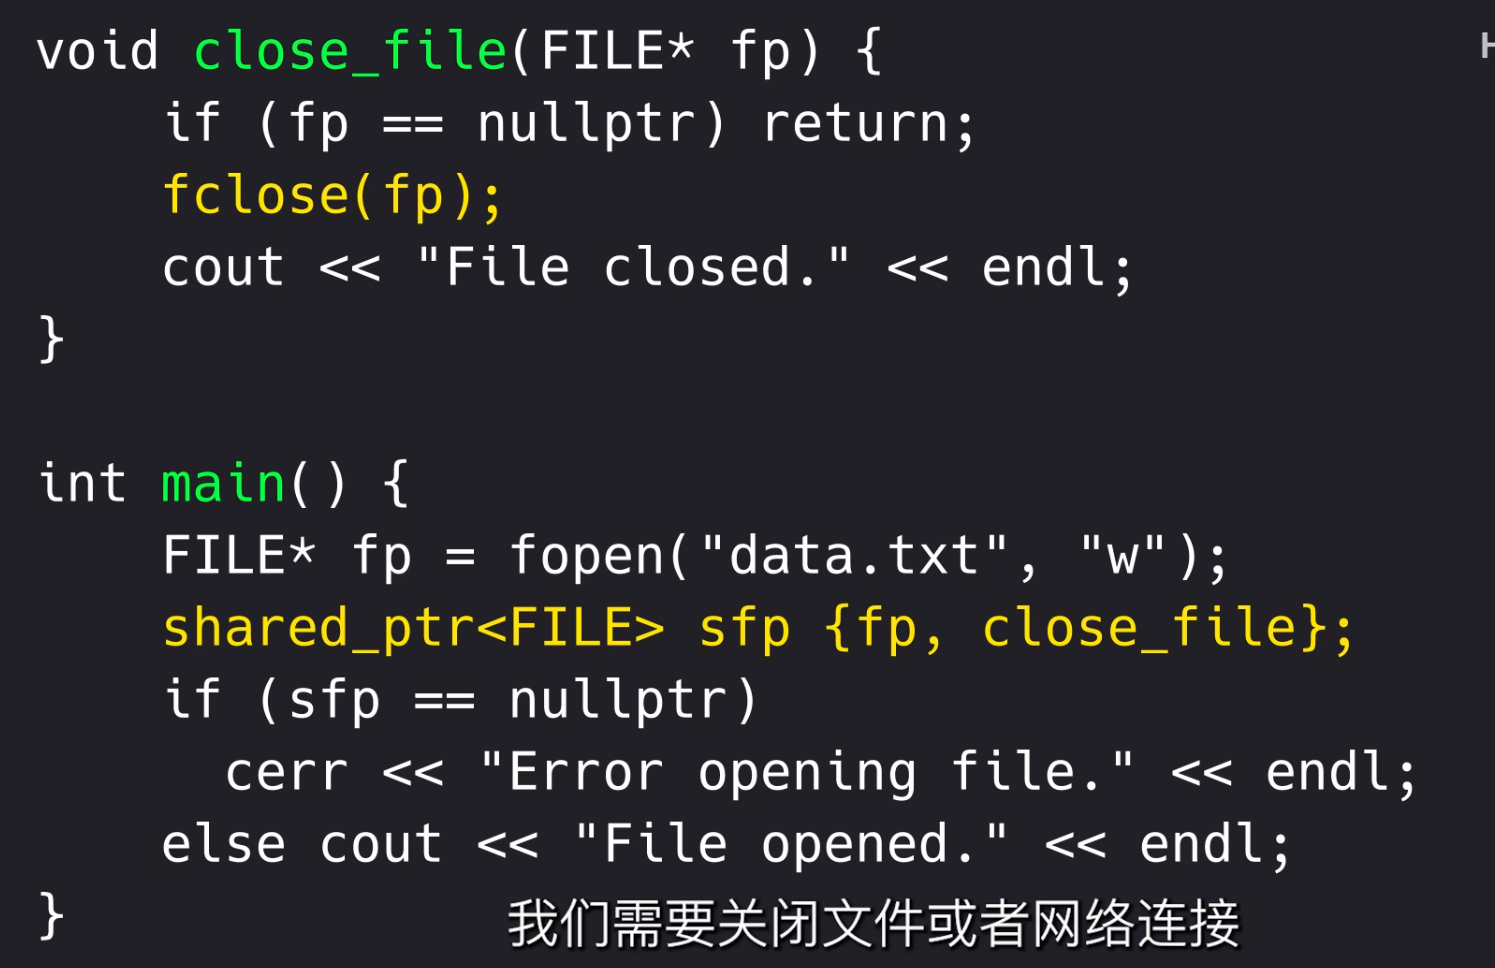 void close_file(FILE* fp) {
    if (fp == nullptr) return;
    fclose(fp);
    cout << "File closed." << endl;
}
int main() {
    FILE* fp = fopen("data.txt", "w");
    shared_ptr<FILE> sfp {fp, close_file};
    if (sfp == nullptr)
      cerr << "Error opening file." << endl;
    else cout << "File opened." << endl;
}
我们需要关闭文件或者网络连接